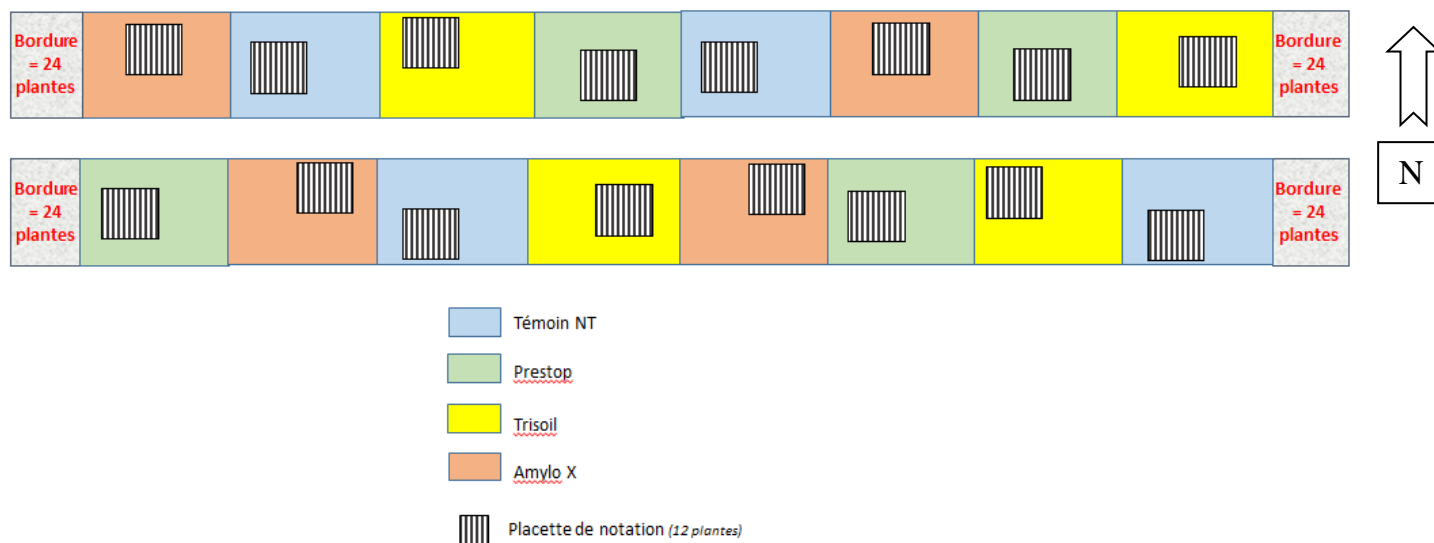 Bordure
= 24
plantes
Bordure
= 24
plantes
N
Bordure
= 24
plantes
Bordure
= 24
plantes
Témoin NT
Prestop
Trisoil
Amylo X
Placette de notation (12 plantes)